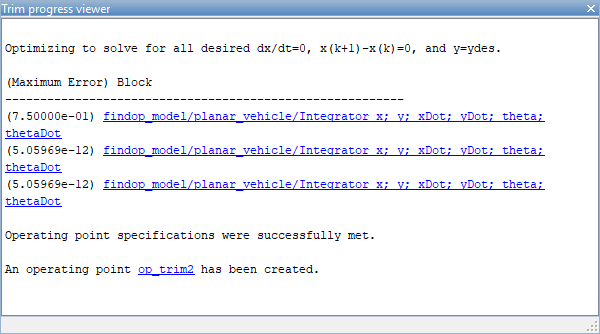 Trim progress viewer
Optimizing to solve for all desired dx/dt=0, x(k+1)-x(k)=0, and y=ydes.
(Maximum Error) Block
---------------------------------------------------------
(7.50000e-01) findop_model/planar_vehicle/Integrator x; y; xDot; yDot; theta;
thetaDot
(5.05969e-12) findop_model/planar_vehicle/Integrator x; y; xDot; yDot; theta;
thetaDot
(5.05969e-12) findop_model/planar_vehicle/Integrator x; y; xDot; yDot; theta;
thetaDot
Operating point specifications were successfully met.
An operating point op_trim2 has been created.